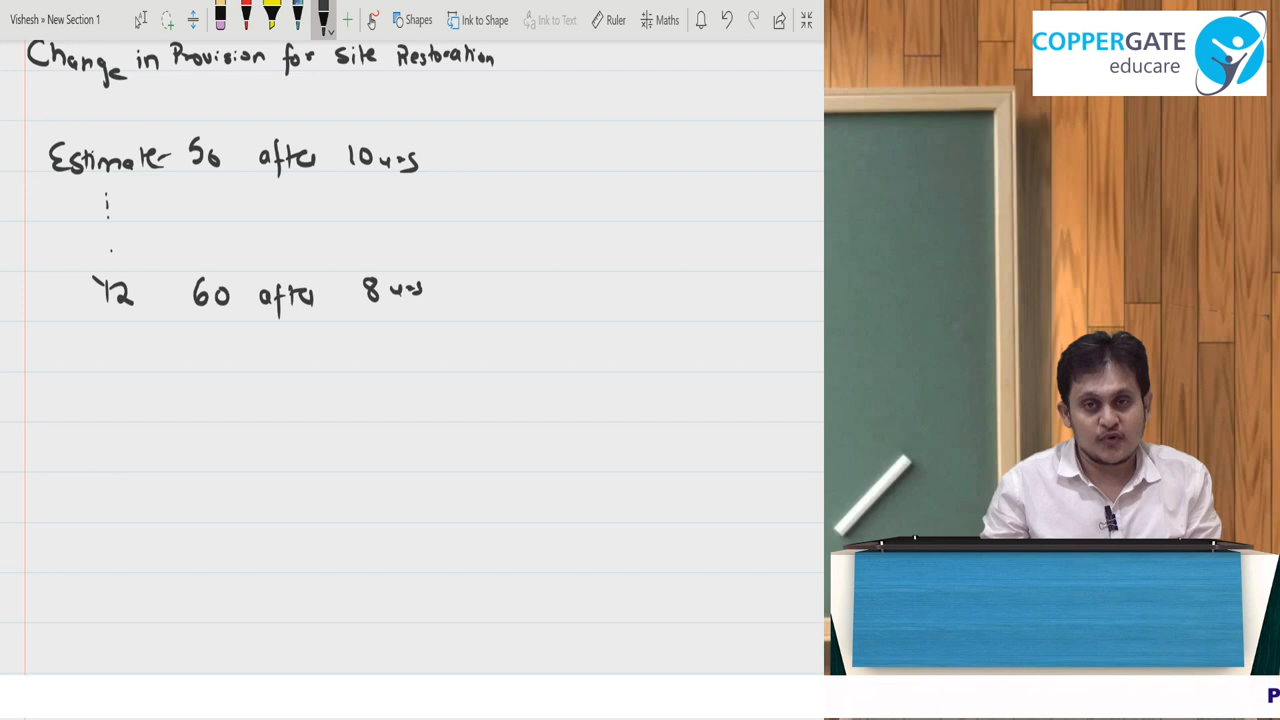 Vishesh » New Section 1
Shapes
Ink to Shape
Ink to Text
Ruler
Maths
COPPERGATE
educare
Change in Provision for Site Restoration
Estimate 50 after 10 yrs
Y2 60 after 8 yrs
P